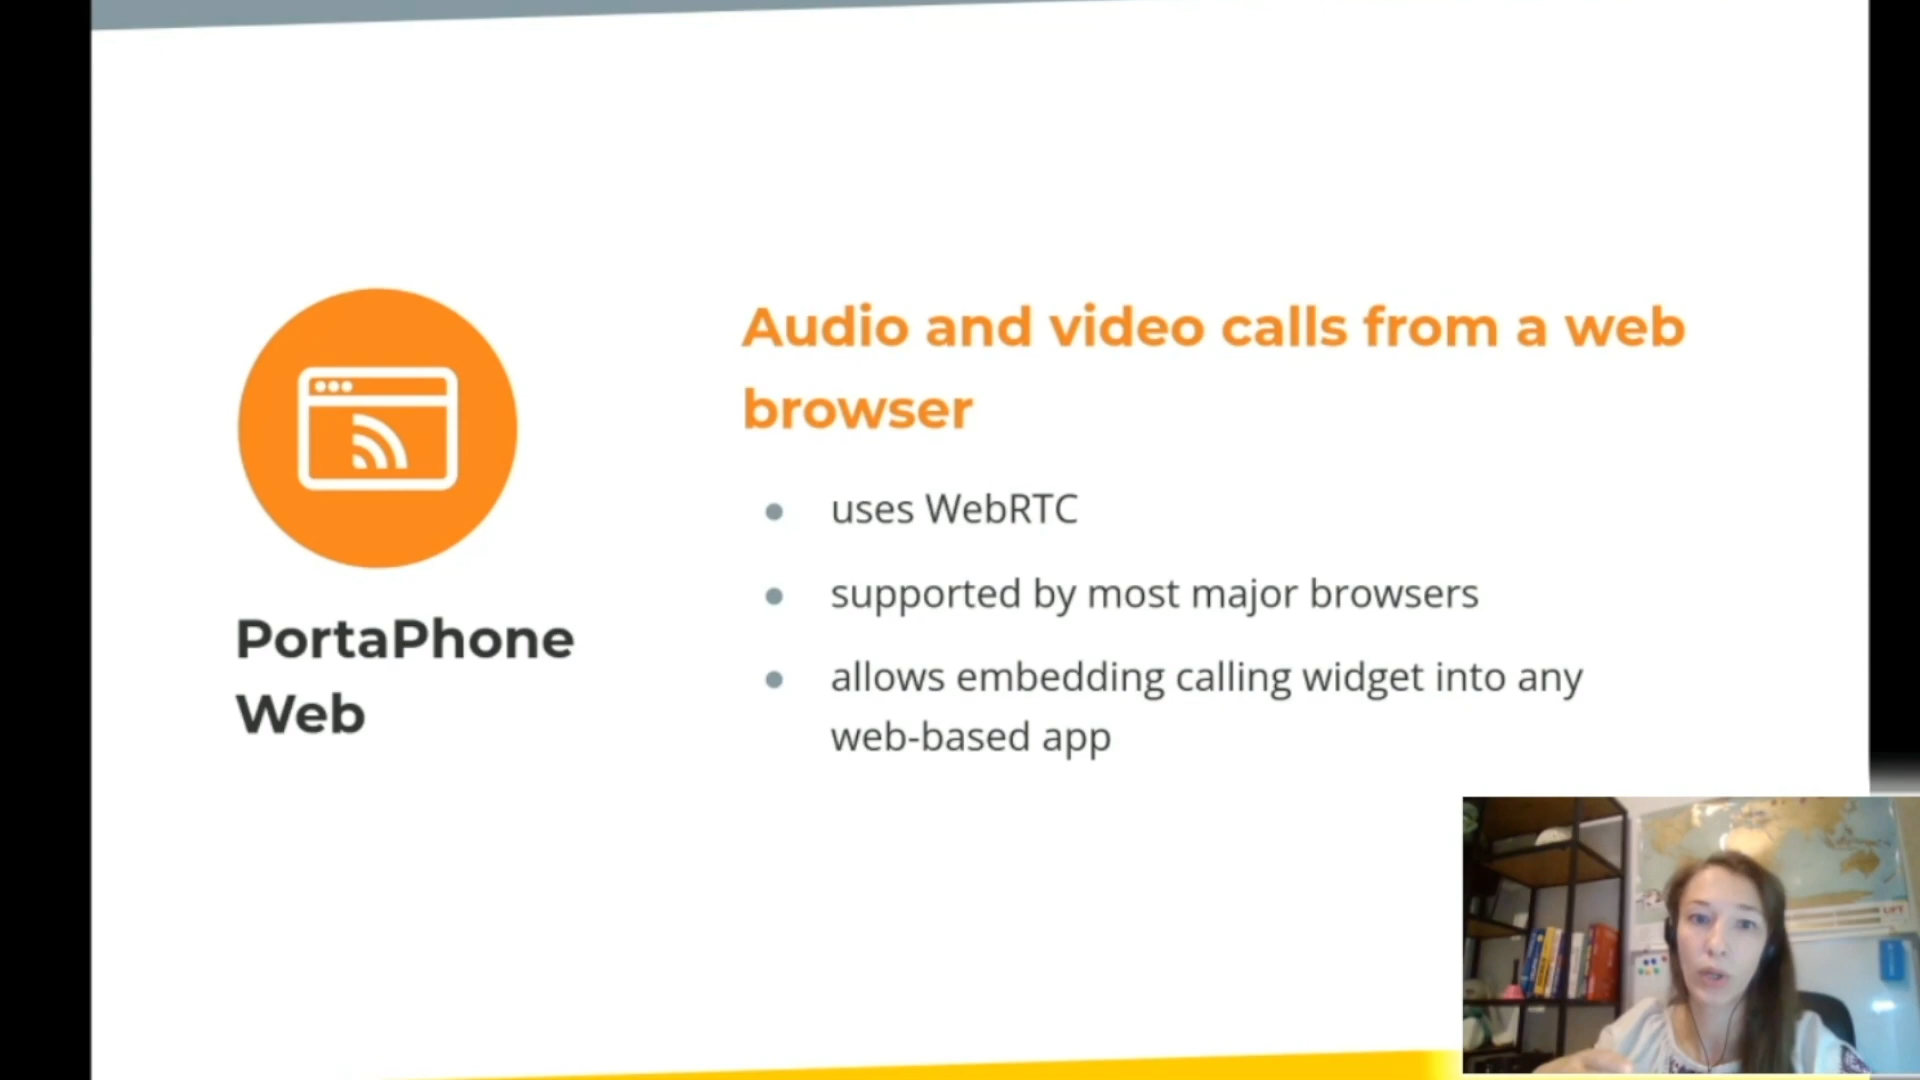 PortaPhone
Web
Audio and video calls from a web
browser
uses WebRTC
supported by most major browsers
allows embedding calling widget into any
web-based app